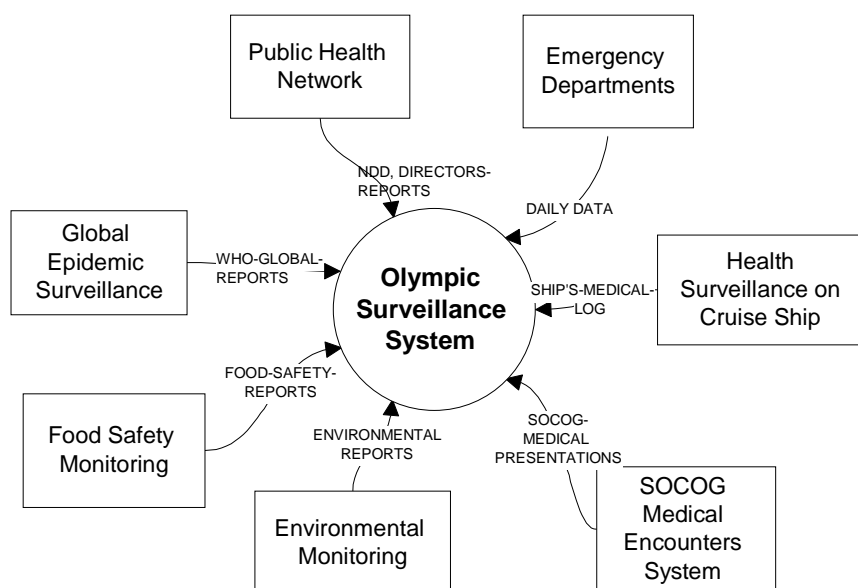 Public Health
Network
Emergency
Departments
NDD, DIRECTORS-
REPORTS
DAILY DATA
Global
Epidemic
Surveillance
WHO-GLOBAL-
REPORTS
Olympic
Surveillance
System
SHIP'S-MEDICAL-
LOG
Health
Surveillance on
Cruise Ship
FOOD-SAFETY-
REPORTS
Food Safety
Monitoring
ENVIRONMENTAL
REPORTS
SOCOG-
MEDICAL
PRESENTATIONS
Environmental
Monitoring
SOCOG
Medical
Encounters
System